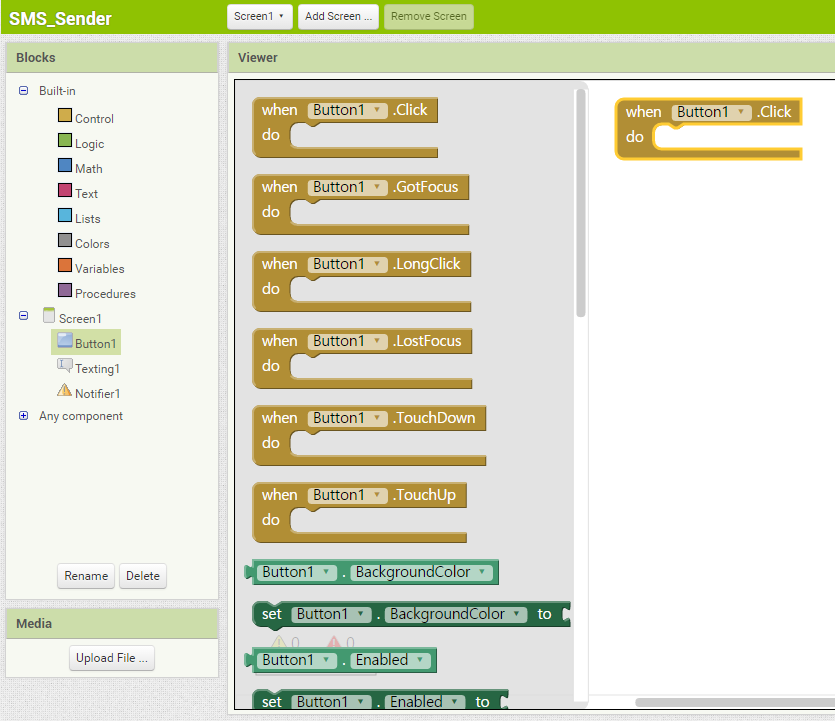 SMS_Sender
Screen1
Add Screen ...
Remove Screen
Blocks
Built-in
Control
Logic
Math
Text
Lists
Colors
Variables
Procedures
Screen1
Button1
Texting1
Notifier1
Any component
Rename
Delete
Media
Upload File ...
Viewer
when Button1 .Click
do
when Button1 .GotFocus
do
when Button1 .LongClick
do
when Button1 .LostFocus
do
when Button1 .TouchDown
do
when Button1 .TouchUp
do
Button1 . BackgroundColor
set Button1 . BackgroundColor to
0 0
Button1 . Enabled
set Button1 . Enabled to
when Button1 .Click
do